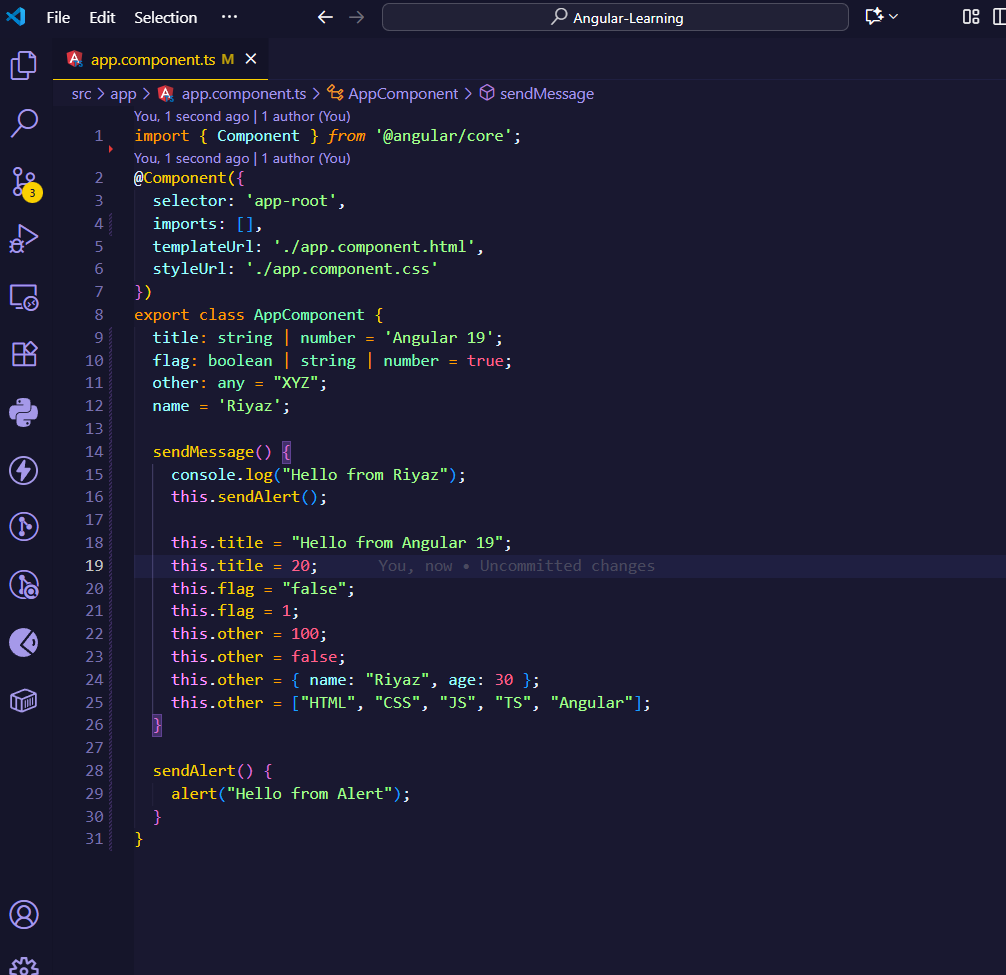 File Edit Selection ··· Angular-Learning
app.component.ts M
src > app > app.component.ts > AppComponent > sendMessage
You, 1 second ago | 1 author (You)
1 import { Component } from '@angular/core';
You, 1 second ago | 1 author (You)
2 @Component({
3   selector: 'app-root',
4   imports: [],
5   templateUrl: './app.component.html',
6   styleUrl: './app.component.css'
7 })
8 export class AppComponent {
9   title: string | number = 'Angular 19';
10   flag: boolean | string | number = true;
11   other: any = "XYZ";
12   name = 'Riyaz';
13
14   sendMessage() {
15     console.log("Hello from Riyaz");
16     this.sendAlert();
17
18     this.title = "Hello from Angular 19";
19     this.title = 20; You, now • Uncommitted changes
20     this.flag = "false";
21     this.flag = 1;
22     this.other = 100;
23     this.other = false;
24     this.other = { name: "Riyaz", age: 30 };
25     this.other = ["HTML", "CSS", "JS", "TS", "Angular"];
26   }
27
28   sendAlert() {
29     alert("Hello from Alert");
30   }
31 }
3